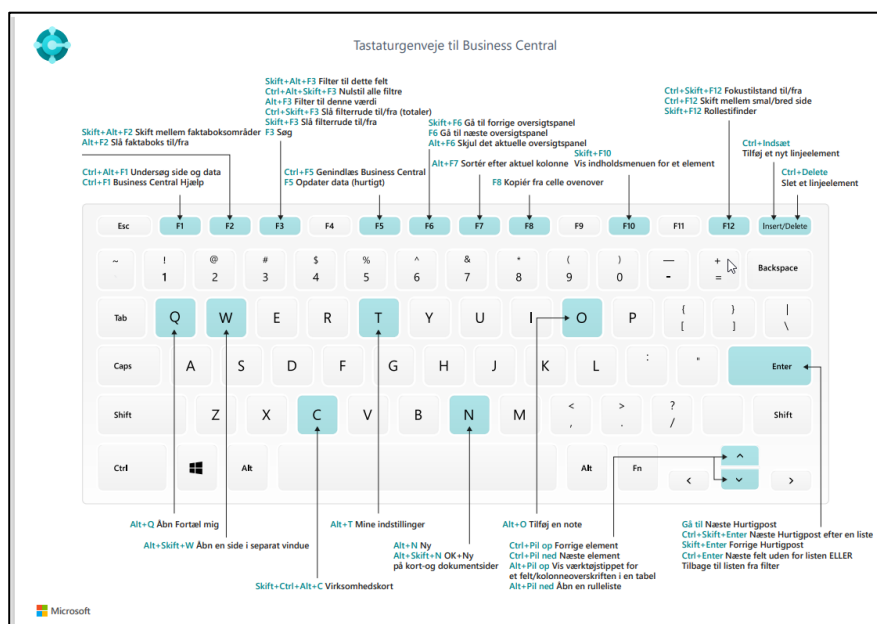 Tastaturgenveje til Business Central
Skift+Alt+F3 Filter til dette felt
Ctrl+Alt+Skift+F3 Nulstil alle filtre
Alt+F3 Filter til denne værdi
Ctrl+Skift+F3 Slå filterrude til/fra (totaler)
Skift+F3 Slå filterrude til/fra
F3 Søg
Skift+Alt+F2 Skift mellem faktaboksområder
Alt+F2 Slå faktaboks til/fra
Ctrl+Alt+F1 Undersøg side og data
Ctrl+F1 Business Central Hjælp
Ctrl+F5 Genindlæs Business Central
F5 Opdater data (hurtigt)
Skift+F6 Gå til forrige oversigtspanel
F6 Gå til næste oversigtspanel
Alt+F6 Skjul det aktuelle oversigtspanel
Alt+F7 Sortér efter aktuel kolonne
F8 Kopiér fra celle ovenover
Skift+F10
Vis indholdsmenuen for et element
Ctrl+Skift+F12 Fokustilstand til/fra
Ctrl+F12 Skift mellem smal/bred side
Skift+F12 Rollestifinder
Ctrl+Indsæt
Tilføj et nyt linjeelement
Ctrl+Delete
Slet et linjeelement
Esc F1 F2 F3 F4 F5 F6 F7 F8 F9 F10 F11 F12 Insert/Delete
~ ! @ # $ % ^ & * ( ) — +
1 2 3 4 5 6 7 8 9 0 - = Backspace
Tab Q W E R T Y U I O P { [ } ] | \
Caps A S D F G H J K L : " Enter
Shift Z X C V B N M < , > . ? / Shift
Ctrl Alt Alt Fn < ^ ⌄ >
Alt+Q Åbn Fortæl mig
Alt+Skift+W Åbn en side i separat vindue
Skift+Ctrl+Alt+C Virksomhedskort
Alt+T Mine indstillinger
Alt+N Ny
Alt+Skift+N OK+Ny
på kort-og dokumentsider
Alt+O Tilføj en note
Ctrl+Pil op Forrige element
Ctrl+Pil ned Næste element
Alt+Pil op Vis værktøjstippet for
et felt/kolonneoverskriften i en tabel
Alt+Pil ned Åbn en rulleliste
Gå til Næste Hurtigpost
Ctrl+Skift+Enter Næste Hurtigpost efter en liste
Skift+Enter Forrige Hurtigpost
Ctrl+Enter Næste felt uden for listen ELLER
Tilbage til listen fra filter
Microsoft